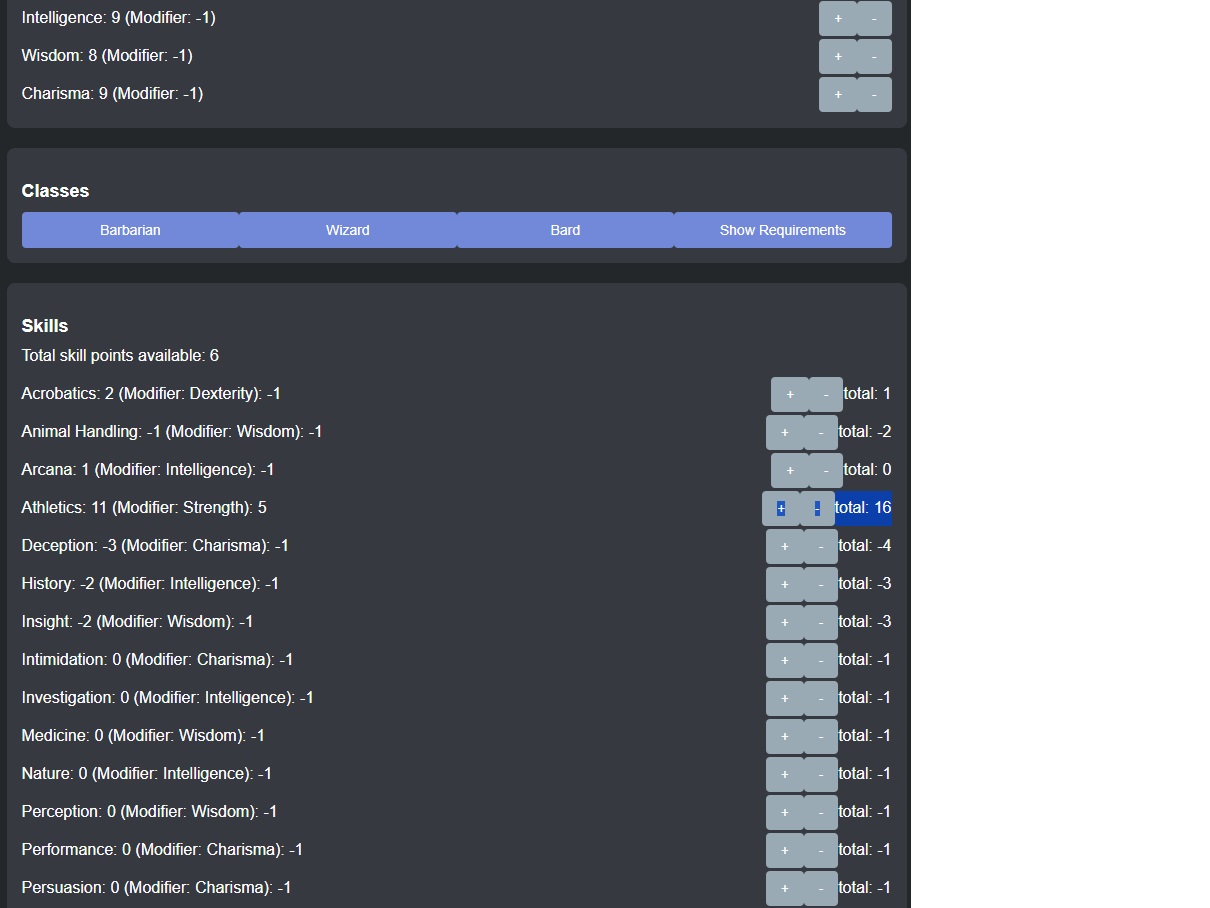 Intelligence: 9 (Modifier: -1) + -
Wisdom: 8 (Modifier: -1) + -
Charisma: 9 (Modifier: -1) + -
Classes
Barbarian Wizard Bard Show Requirements
Skills
Total skill points available: 6
Acrobatics: 2 (Modifier: Dexterity): -1 + - total: 1
Animal Handling: -1 (Modifier: Wisdom): -1 + - total: -2
Arcana: 1 (Modifier: Intelligence): -1 + - total: 0
Athletics: 11 (Modifier: Strength): 5 + - total: 16
Deception: -3 (Modifier: Charisma): -1 + - total: -4
History: -2 (Modifier: Intelligence): -1 + - total: -3
Insight: -2 (Modifier: Wisdom): -1 + - total: -3
Intimidation: 0 (Modifier: Charisma): -1 + - total: -1
Investigation: 0 (Modifier: Intelligence): -1 + - total: -1
Medicine: 0 (Modifier: Wisdom): -1 + - total: -1
Nature: 0 (Modifier: Intelligence): -1 + - total: -1
Perception: 0 (Modifier: Wisdom): -1 + - total: -1
Performance: 0 (Modifier: Charisma): -1 + - total: -1
Persuasion: 0 (Modifier: Charisma): -1 + - total: -1